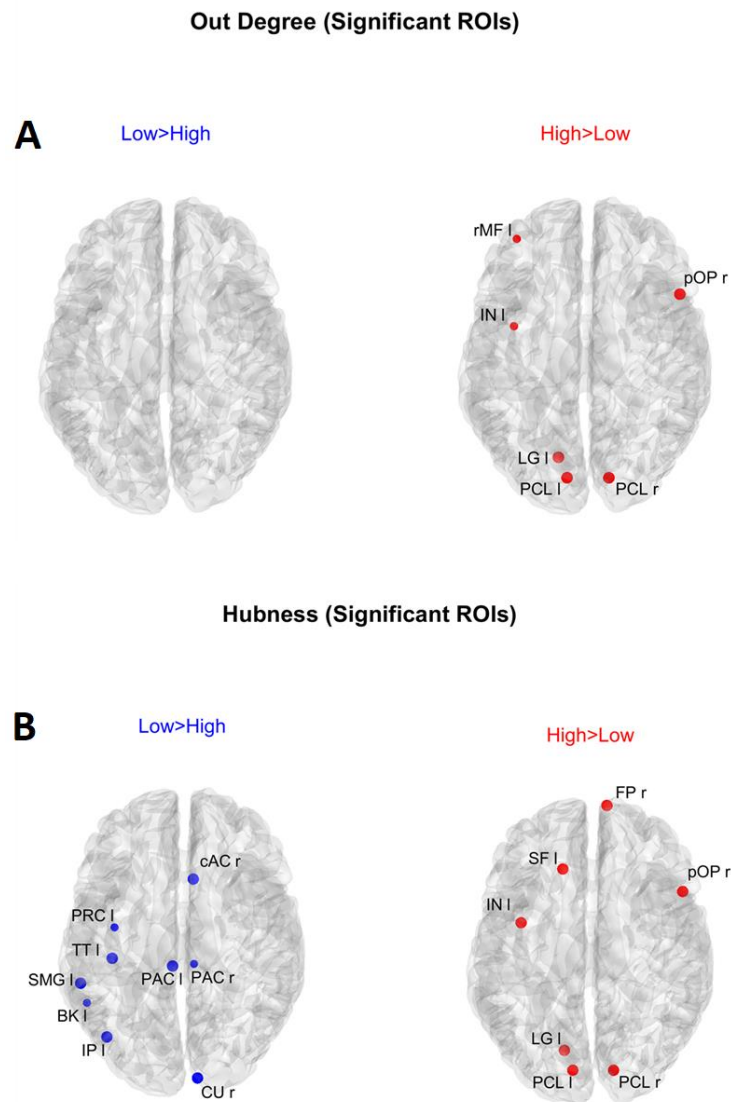 Out Degree (Significant ROIs)
A
Low>High
High>Low
rMF l
pOP r
IN l
LG l
PCL l
PCL r
Hubness (Significant ROIs)
B
Low>High
High>Low
FP r
cAC r
SF l
pOP r
PRC l
IN l
TT l
SMG l
PAC l
PAC r
BK l
IP l
LG l
PCL l
PCL r
CU r